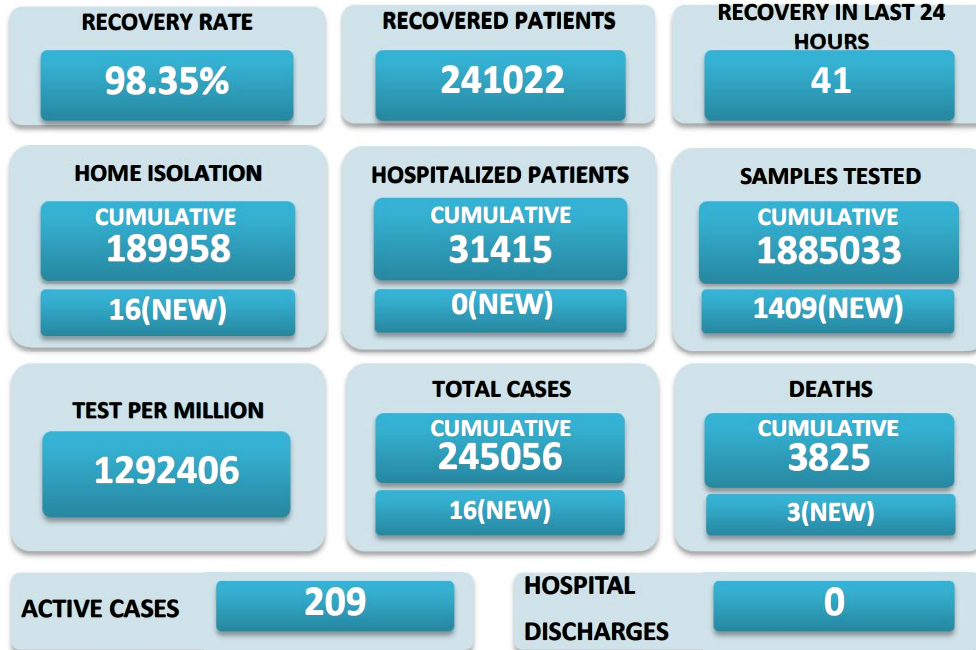 RECOVERY RATE
98.35%
RECOVERED PATIENTS
241022
RECOVERY IN LAST 24
HOURS
41
HOME ISOLATION
CUMULATIVE
189958
16(NEW)
HOSPITALIZED PATIENTS
CUMULATIVE
31415
0(NEW)
SAMPLES TESTED
CUMULATIVE
1885033
1409(NEW)
TEST PER MILLION
1292406
TOTAL CASES
CUMULATIVE
245056
16(NEW)
DEATHS
CUMULATIVE
3825
3(NEW)
ACTIVE CASES
209
HOSPITAL
DISCHARGES
0